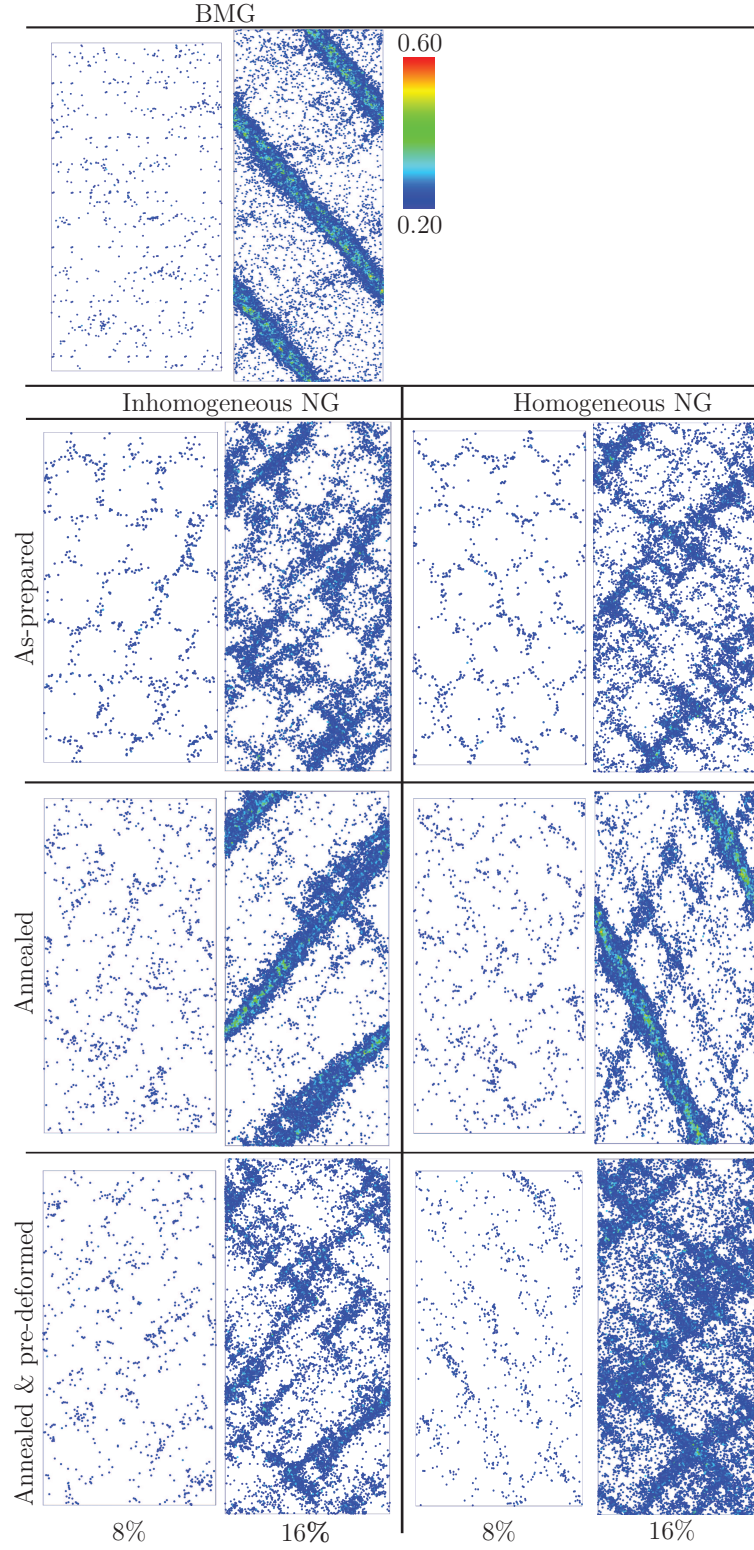 BMG
0.60
0.20
Inhomogeneous NG
Homogeneous NG
As-prepared
Annealed
Annealed & pre-deformed
8%
16%
8%
16%